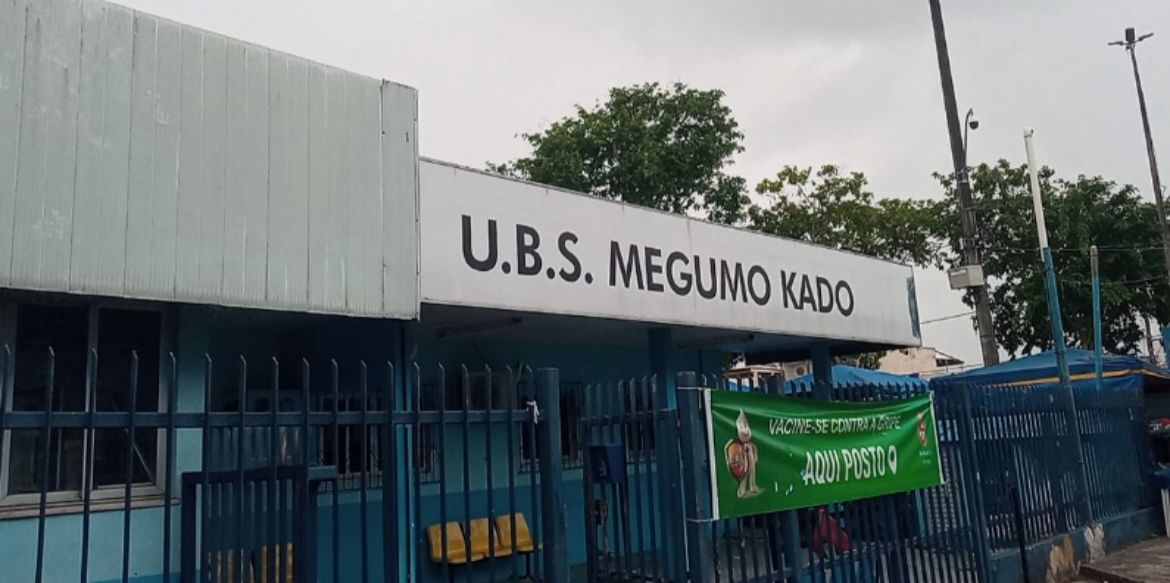 U.B.S. MEGUMO KADO
VACINE-SE CONTRA A GRIPE
AQUI POSTO